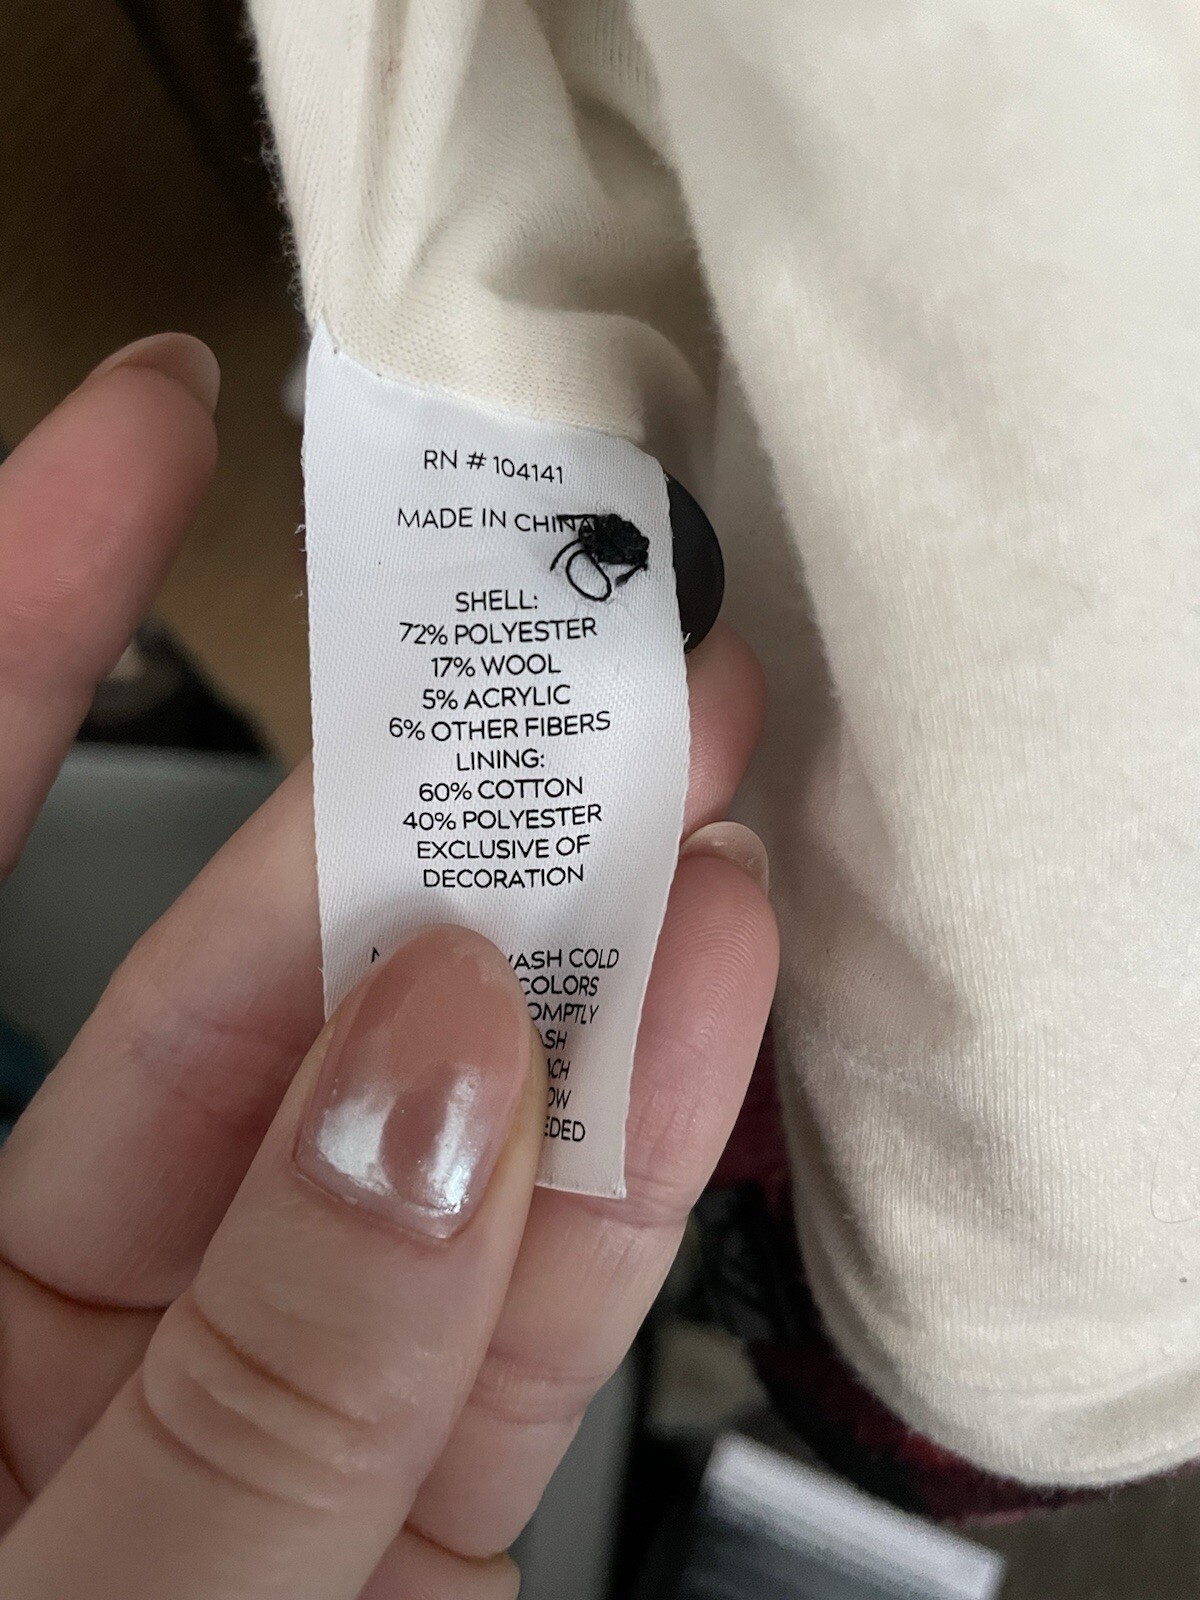 RN # 104141
MADE IN CHINA
SHELL:
72% POLYESTER
17% WOOL
5% ACRYLIC
6% OTHER FIBERS
LINING:
60% COTTON
40% POLYESTER
EXCLUSIVE OF
DECORATION
WASH COLD
COLORS